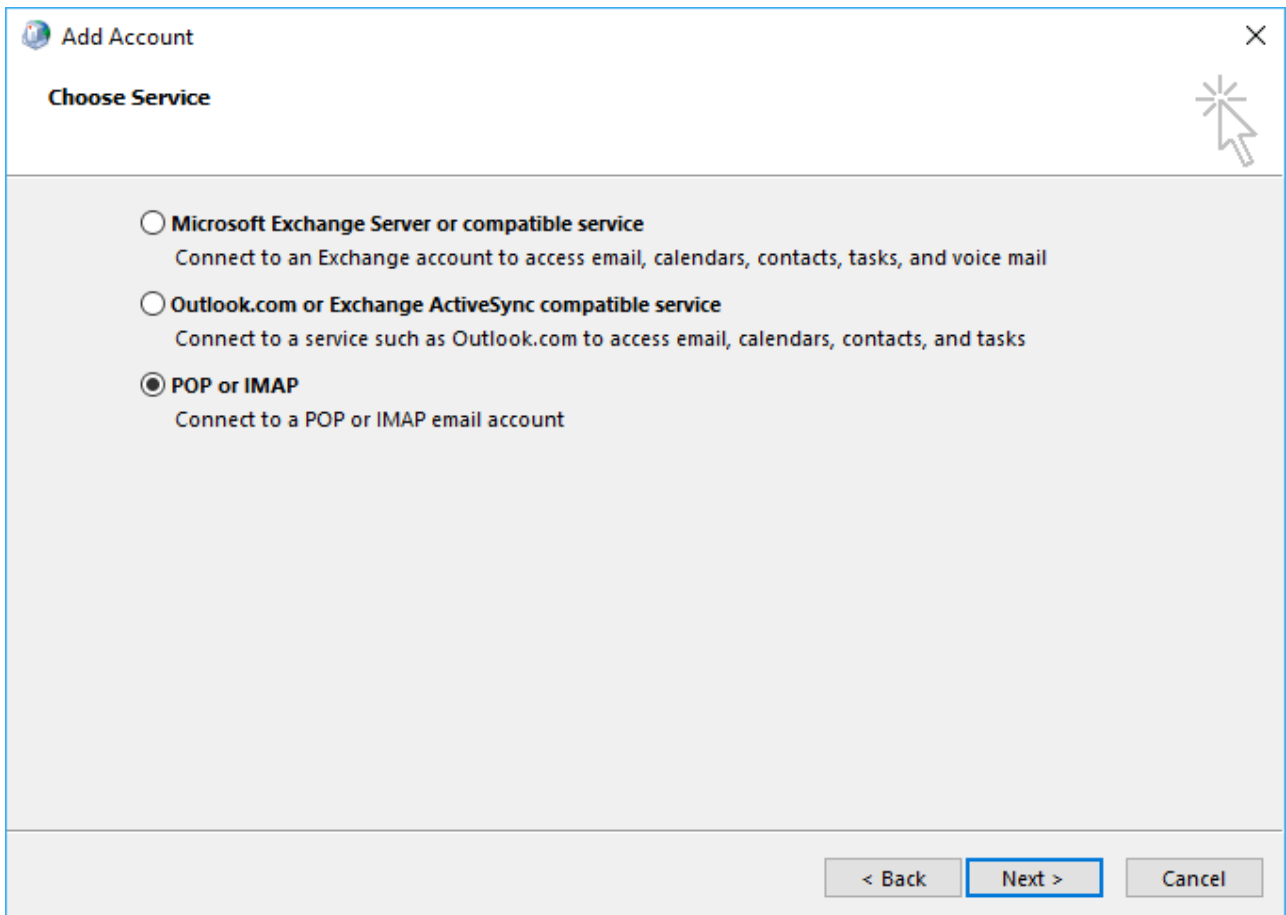 Add Account
Choose Service
Microsoft Exchange Server or compatible service
Connect to an Exchange account to access email, calendars, contacts, tasks, and voice mail
Outlook.com or Exchange ActiveSync compatible service
Connect to a service such as Outlook.com to access email, calendars, contacts, and tasks
POP or IMAP
Connect to a POP or IMAP email account
< Back Next > Cancel